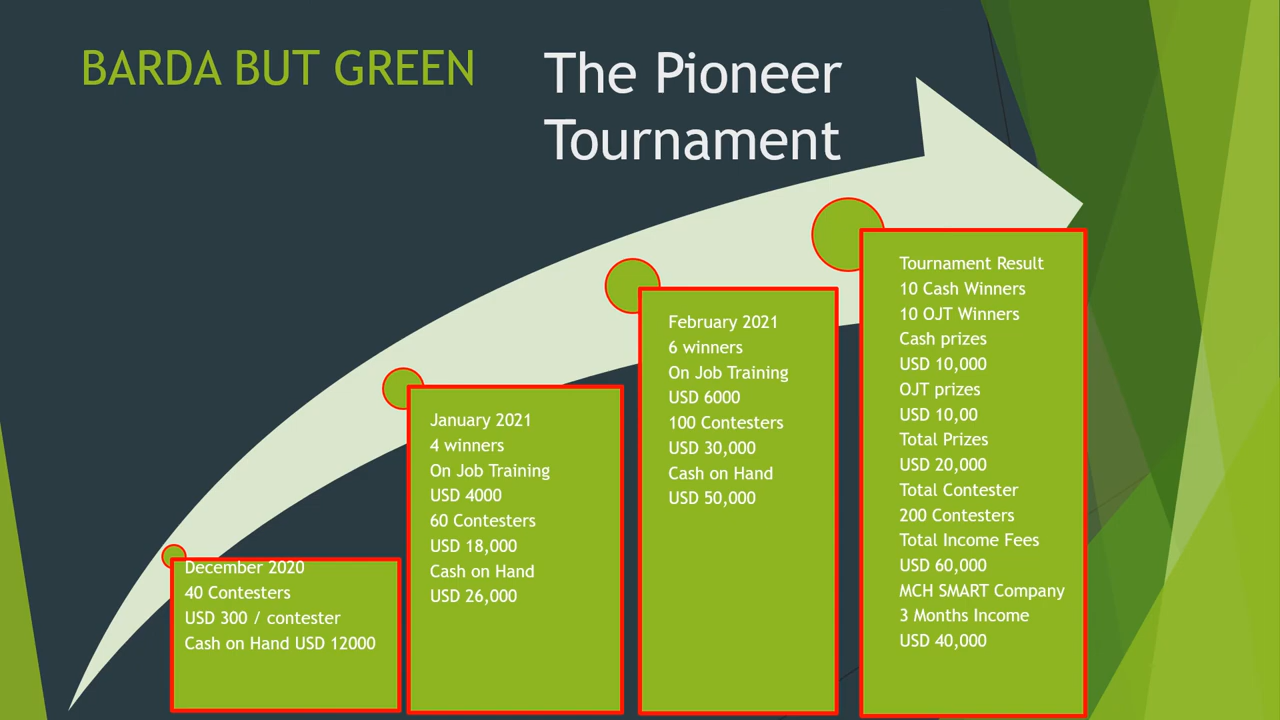 BARDA BUT GREEN
The Pioneer
Tournament
December 2020
40 Contesters
USD 300 / contester
Cash on Hand USD 12000
January 2021
4 winners
On Job Training
USD 4000
60 Contesters
USD 18,000
Cash on Hand
USD 26,000
February 2021
6 winners
On Job Training
USD 6000
100 Contesters
USD 30,000
Cash on Hand
USD 50,000
Tournament Result
10 Cash Winners
10 OJT Winners
Cash prizes
USD 10,000
OJT prizes
USD 10,00
Total Prizes
USD 20,000
Total Contester
200 Contesters
Total Income Fees
USD 60,000
MCH SMART Company
3 Months Income
USD 40,000